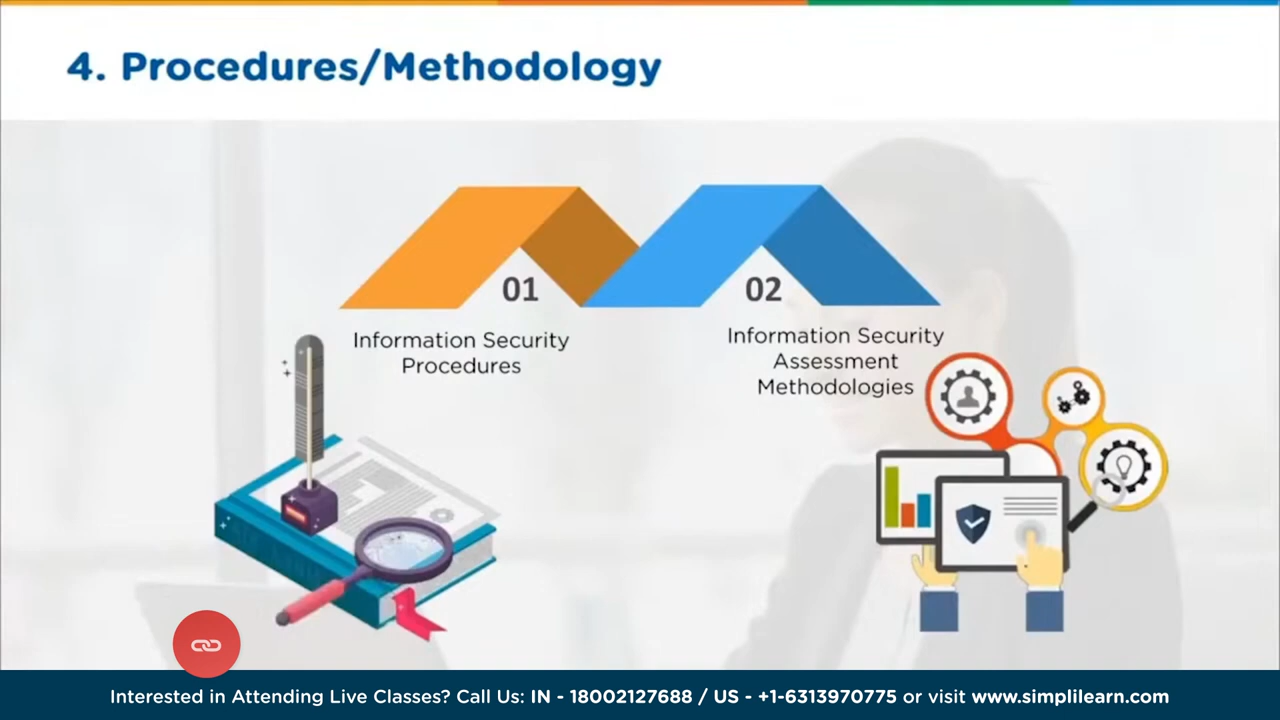 4. Procedures/Methodology
01
Information Security
Procedures
02
Information Security
Assessment
Methodologies
Interested in Attending Live Classes? Call Us: IN - 18002127688 / US - +1-6313970775 or visit www.simplilearn.com